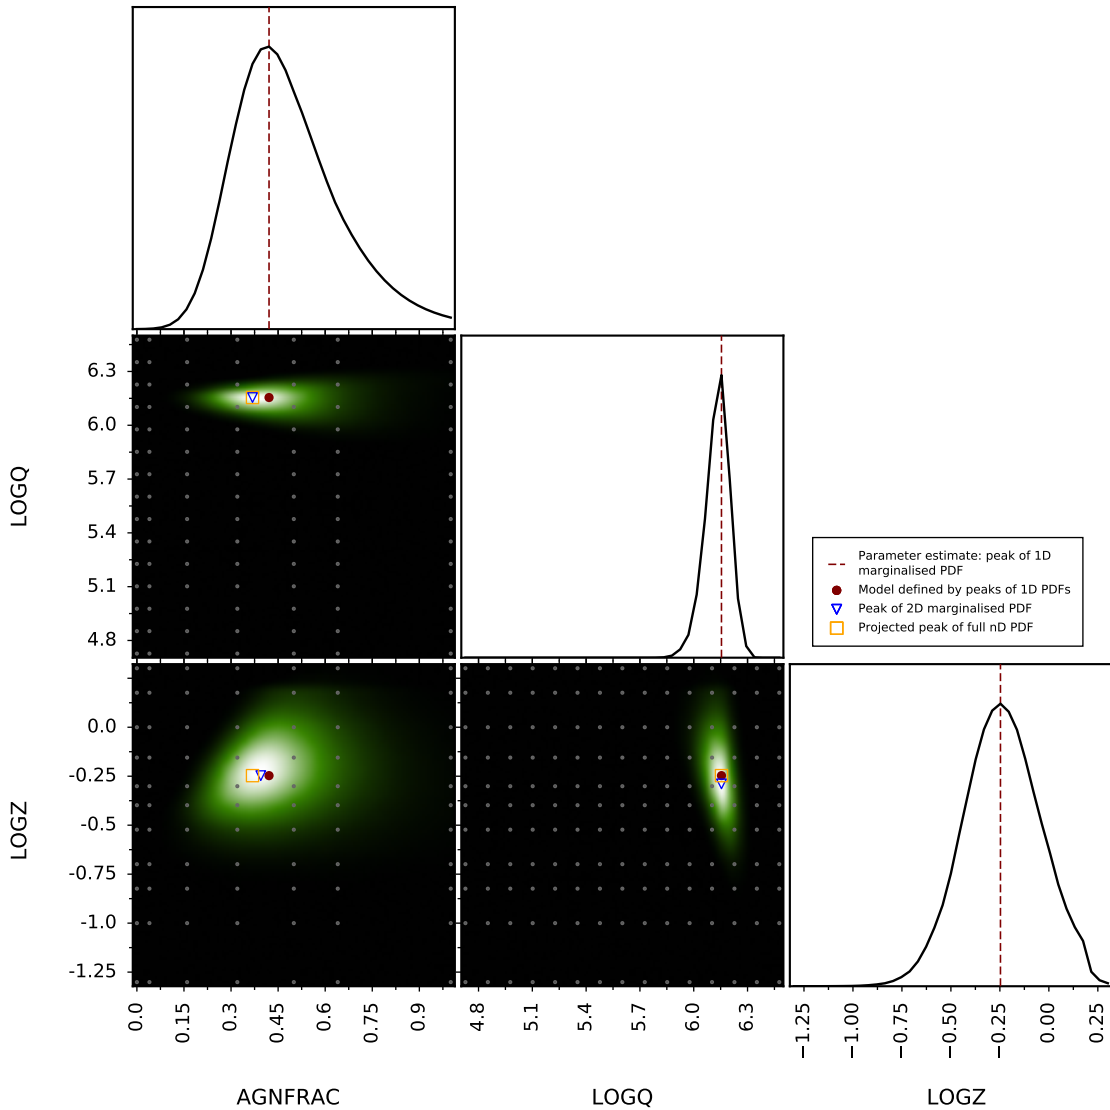 6.3
6.0
5.7
5.4
5.1
4.8
LOGQ
Parameter estimate: peak of 1D
marginalised PDF
Model defined by peaks of 1D PDFs
Peak of 2D marginalised PDF
Projected peak of full nD PDF
0.0
-0.25
-0.5
-0.75
-1.0
-1.25
LOGZ
0.0 0.15 0.3 0.45 0.6 0.75 0.9
4.8 5.1 5.4 5.7 6.0 6.3
−1.25 −1.00 −0.75 −0.50 −0.25 0.00 0.25
AGNFRAC
LOGQ
LOGZ